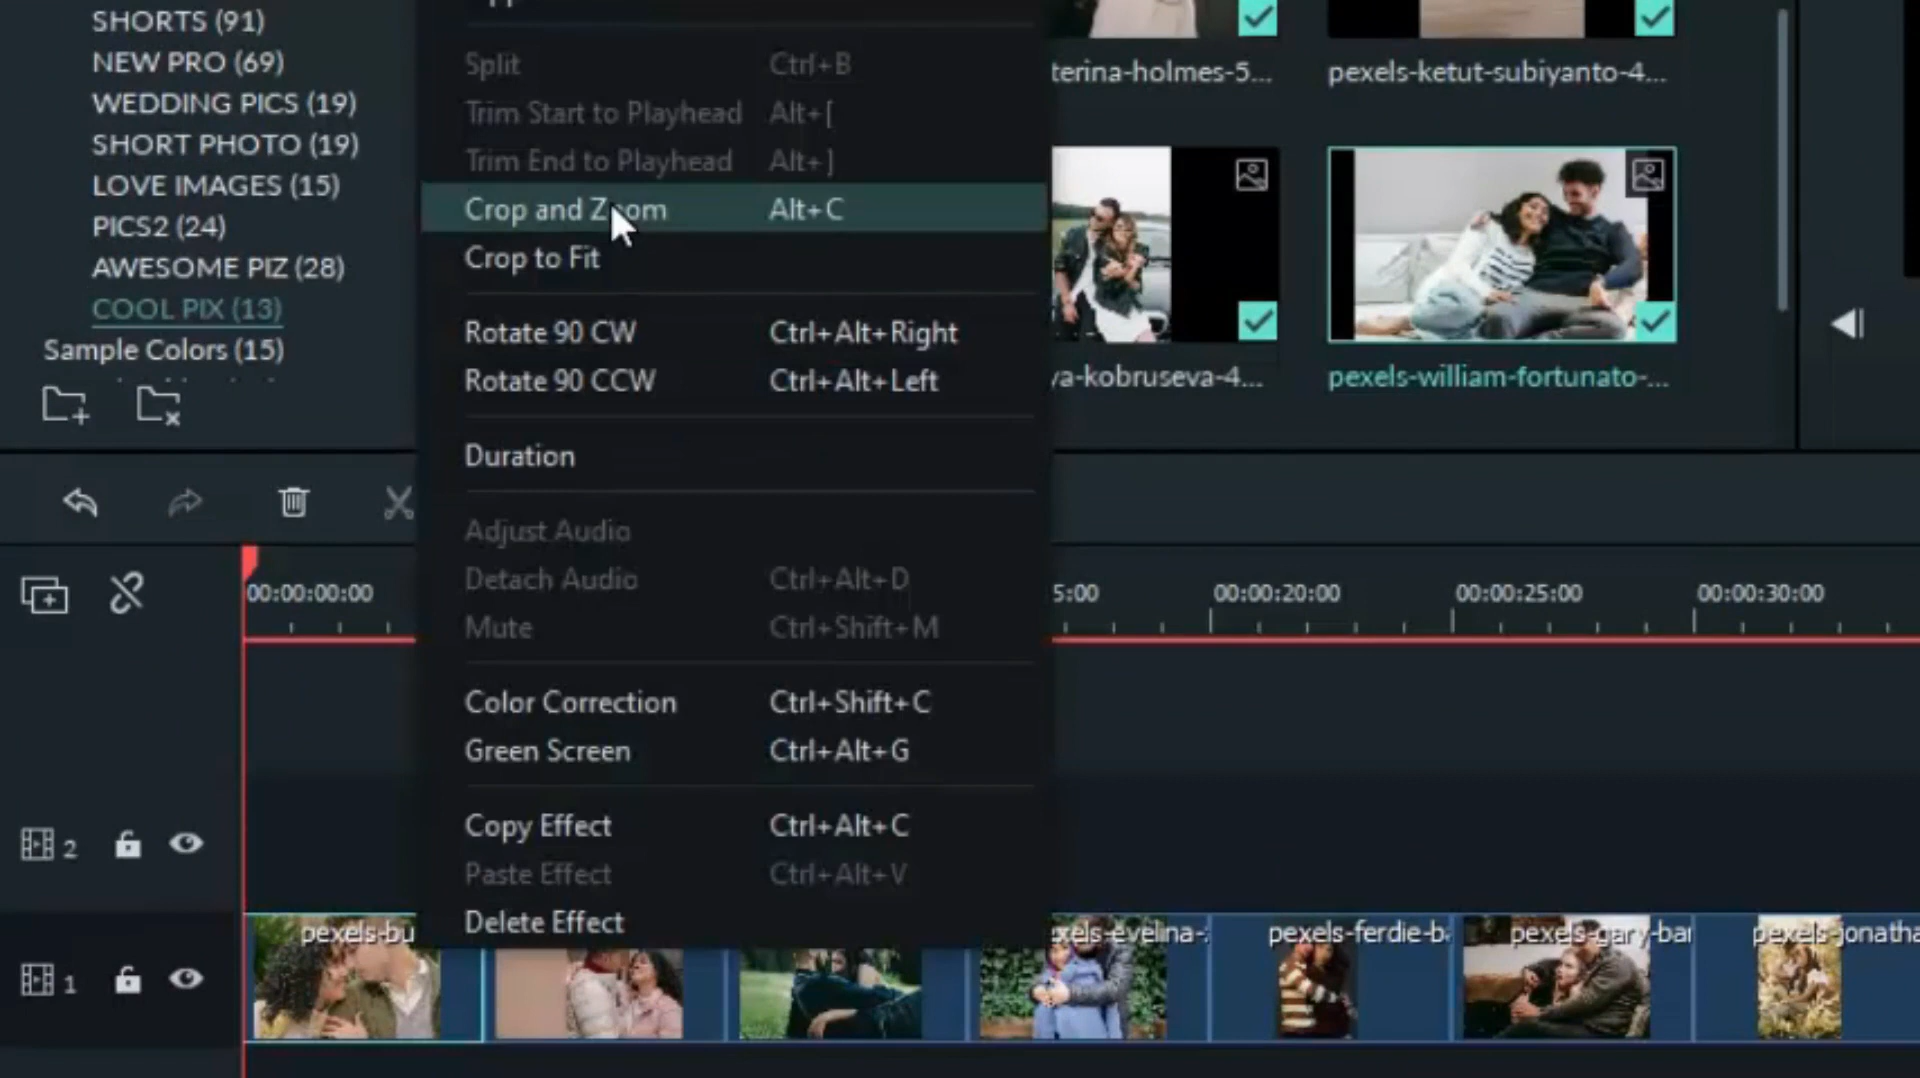 SHORTS (91)
NEW PRO (69)
WEDDING PICS (19)
SHORT PHOTO (19)
LOVE IMAGES (15)
PICS2 (24)
AWESOME PIZ (28)
COOL PIX (13)
Sample Colors (15)
Split Ctrl+B
Trim Start to Playhead Alt+[
Trim End to Playhead Alt+]
Crop and Zoom Alt+C
Crop to Fit
Rotate 90 CW Ctrl+Alt+Right
Rotate 90 CCW Ctrl+Alt+Left
Duration
Adjust Audio
Detach Audio Ctrl+Alt+D
Mute Ctrl+Shift+M
Color Correction Ctrl+Shift+C
Green Screen Ctrl+Alt+G
Copy Effect Ctrl+Alt+C
Paste Effect Ctrl+Alt+V
Delete Effect
terina-holmes-5...
pexels-ketut-subiyanto-4...
ya-kobruseva-4...
pexels-william-fortunato-...
00:00:00:00
5:00
00:00:20:00
00:00:25:00
00:00:30:00
2
1
pexels-bu
exels-evelina-
pexels-ferdie-b
pexels-gary-bar
pexels-jonatha